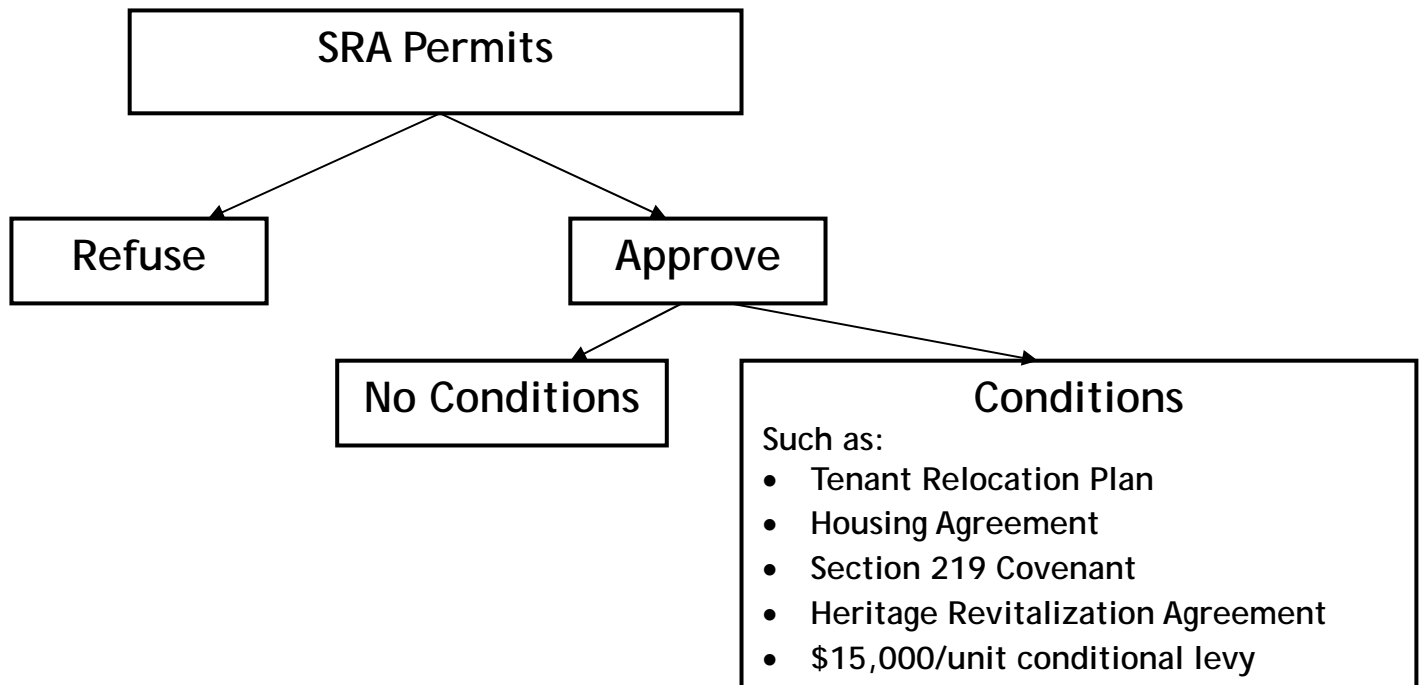 SRA Permits
Refuse
Approve
No Conditions
Conditions
Such as:
• Tenant Relocation Plan
• Housing Agreement
• Section 219 Covenant
• Heritage Revitalization Agreement
• $15,000/unit conditional levy